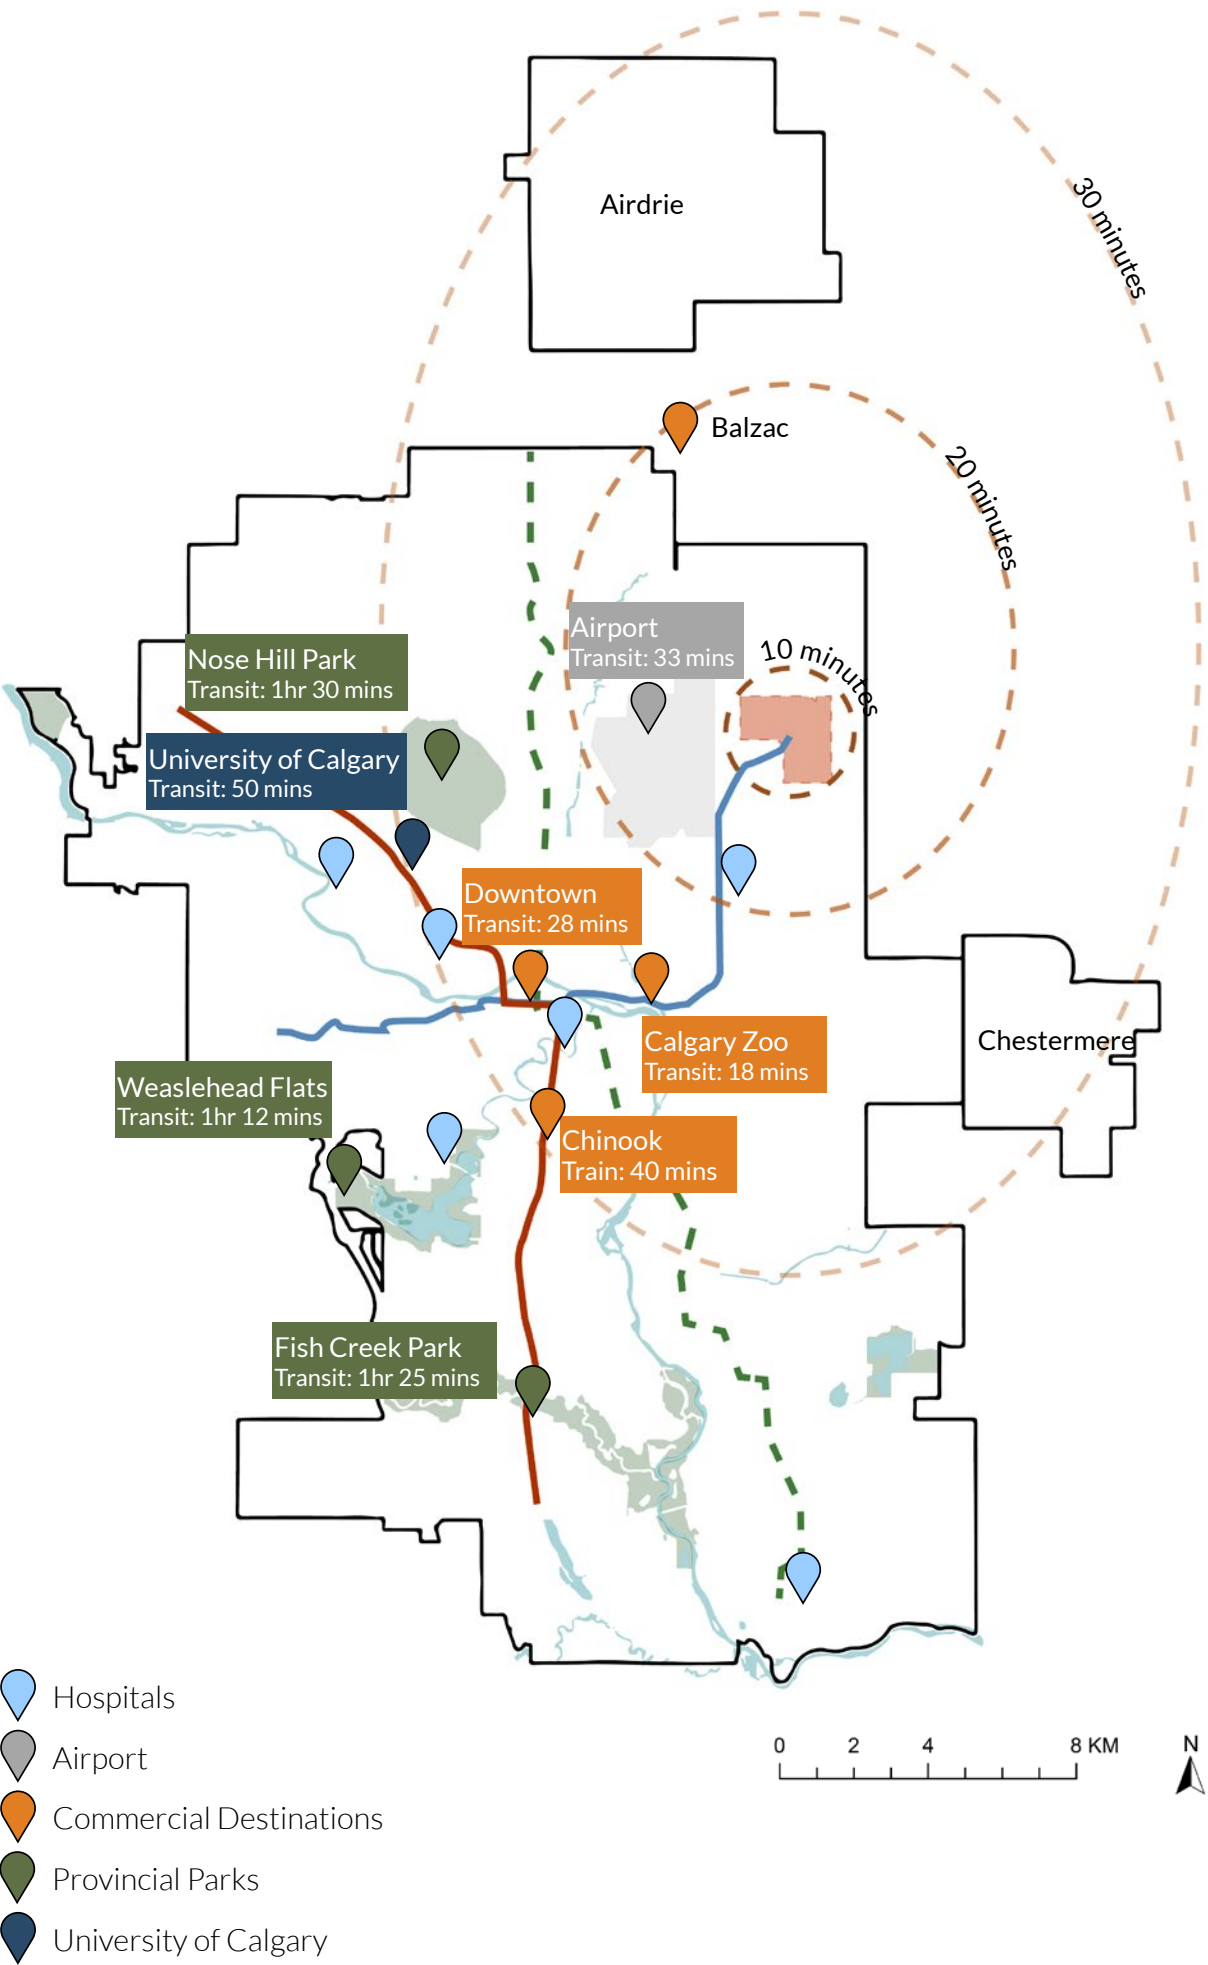 30 minutes
Airdrie
Balzac
20 minutes
Airport
Transit: 33 mins
10 minutes
Nose Hill Park
Transit: 1hr 30 mins
University of Calgary
Transit: 50 mins
Downtown
Transit: 28 mins
Calgary Zoo
Transit: 18 mins
Chestermere
Weaslehead Flats
Transit: 1hr 12 mins
Chinook
Train: 40 mins
Fish Creek Park
Transit: 1hr 25 mins
Hospitals
Airport
Commercial Destinations
Provincial Parks
University of Calgary
0 2 4 8 KM
N